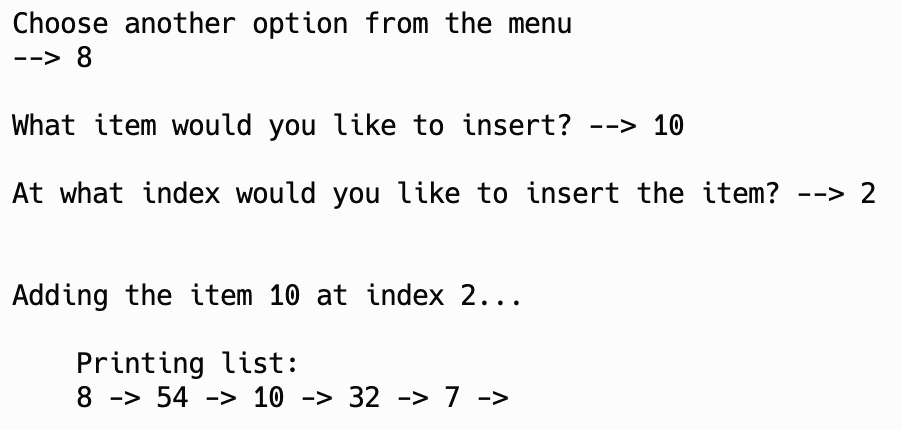 Choose another option from the menu
--> 8
What item would you like to insert? --> 10
At what index would you like to insert the item? --> 2
Adding the item 10 at index 2...
Printing list:
8 -> 54 -> 10 -> 32 -> 7 ->